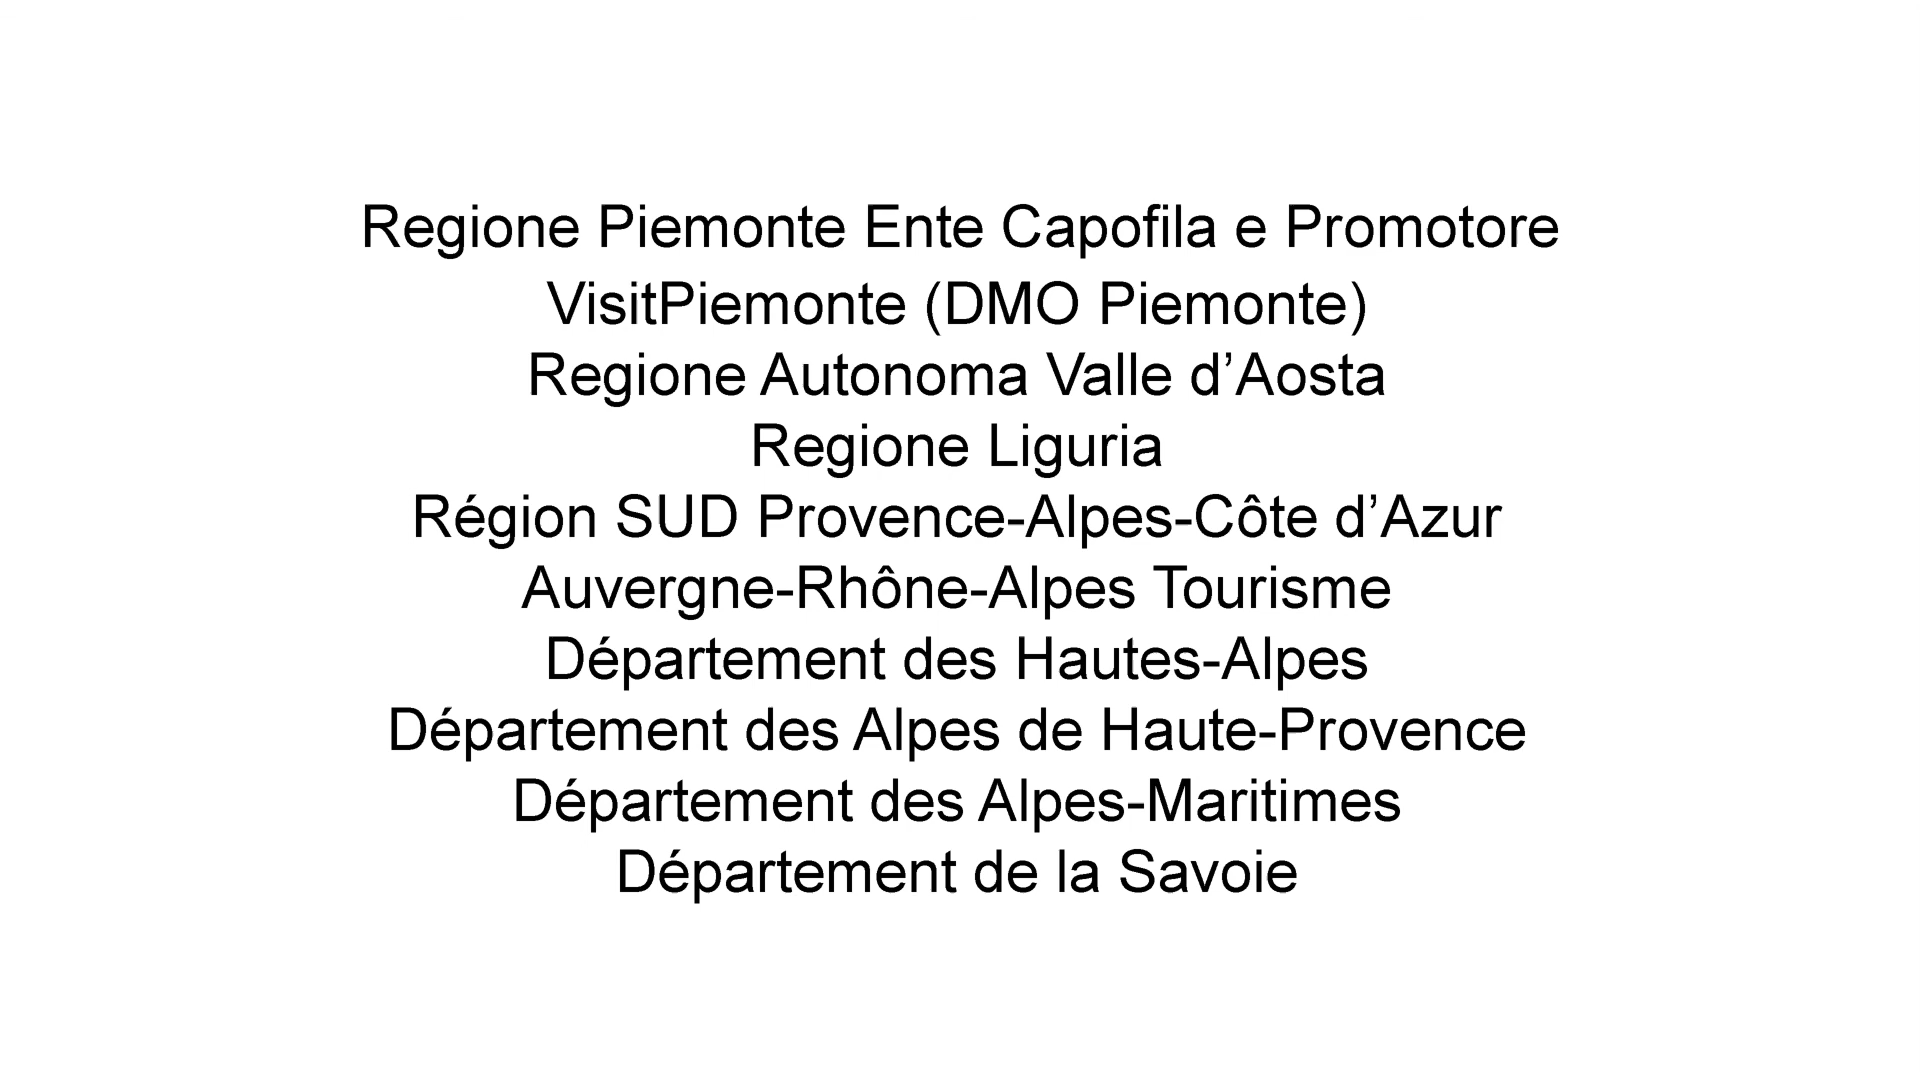 Regione Piemonte Ente Capofila e Promotore
VisitPiemonte (DMO Piemonte)
Regione Autonoma Valle d’Aosta
Regione Liguria
Région SUD Provence-Alpes-Côte d’Azur
Auvergne-Rhône-Alpes Tourisme
Département des Hautes-Alpes
Département des Alpes de Haute-Provence
Département des Alpes-Maritimes
Département de la Savoie